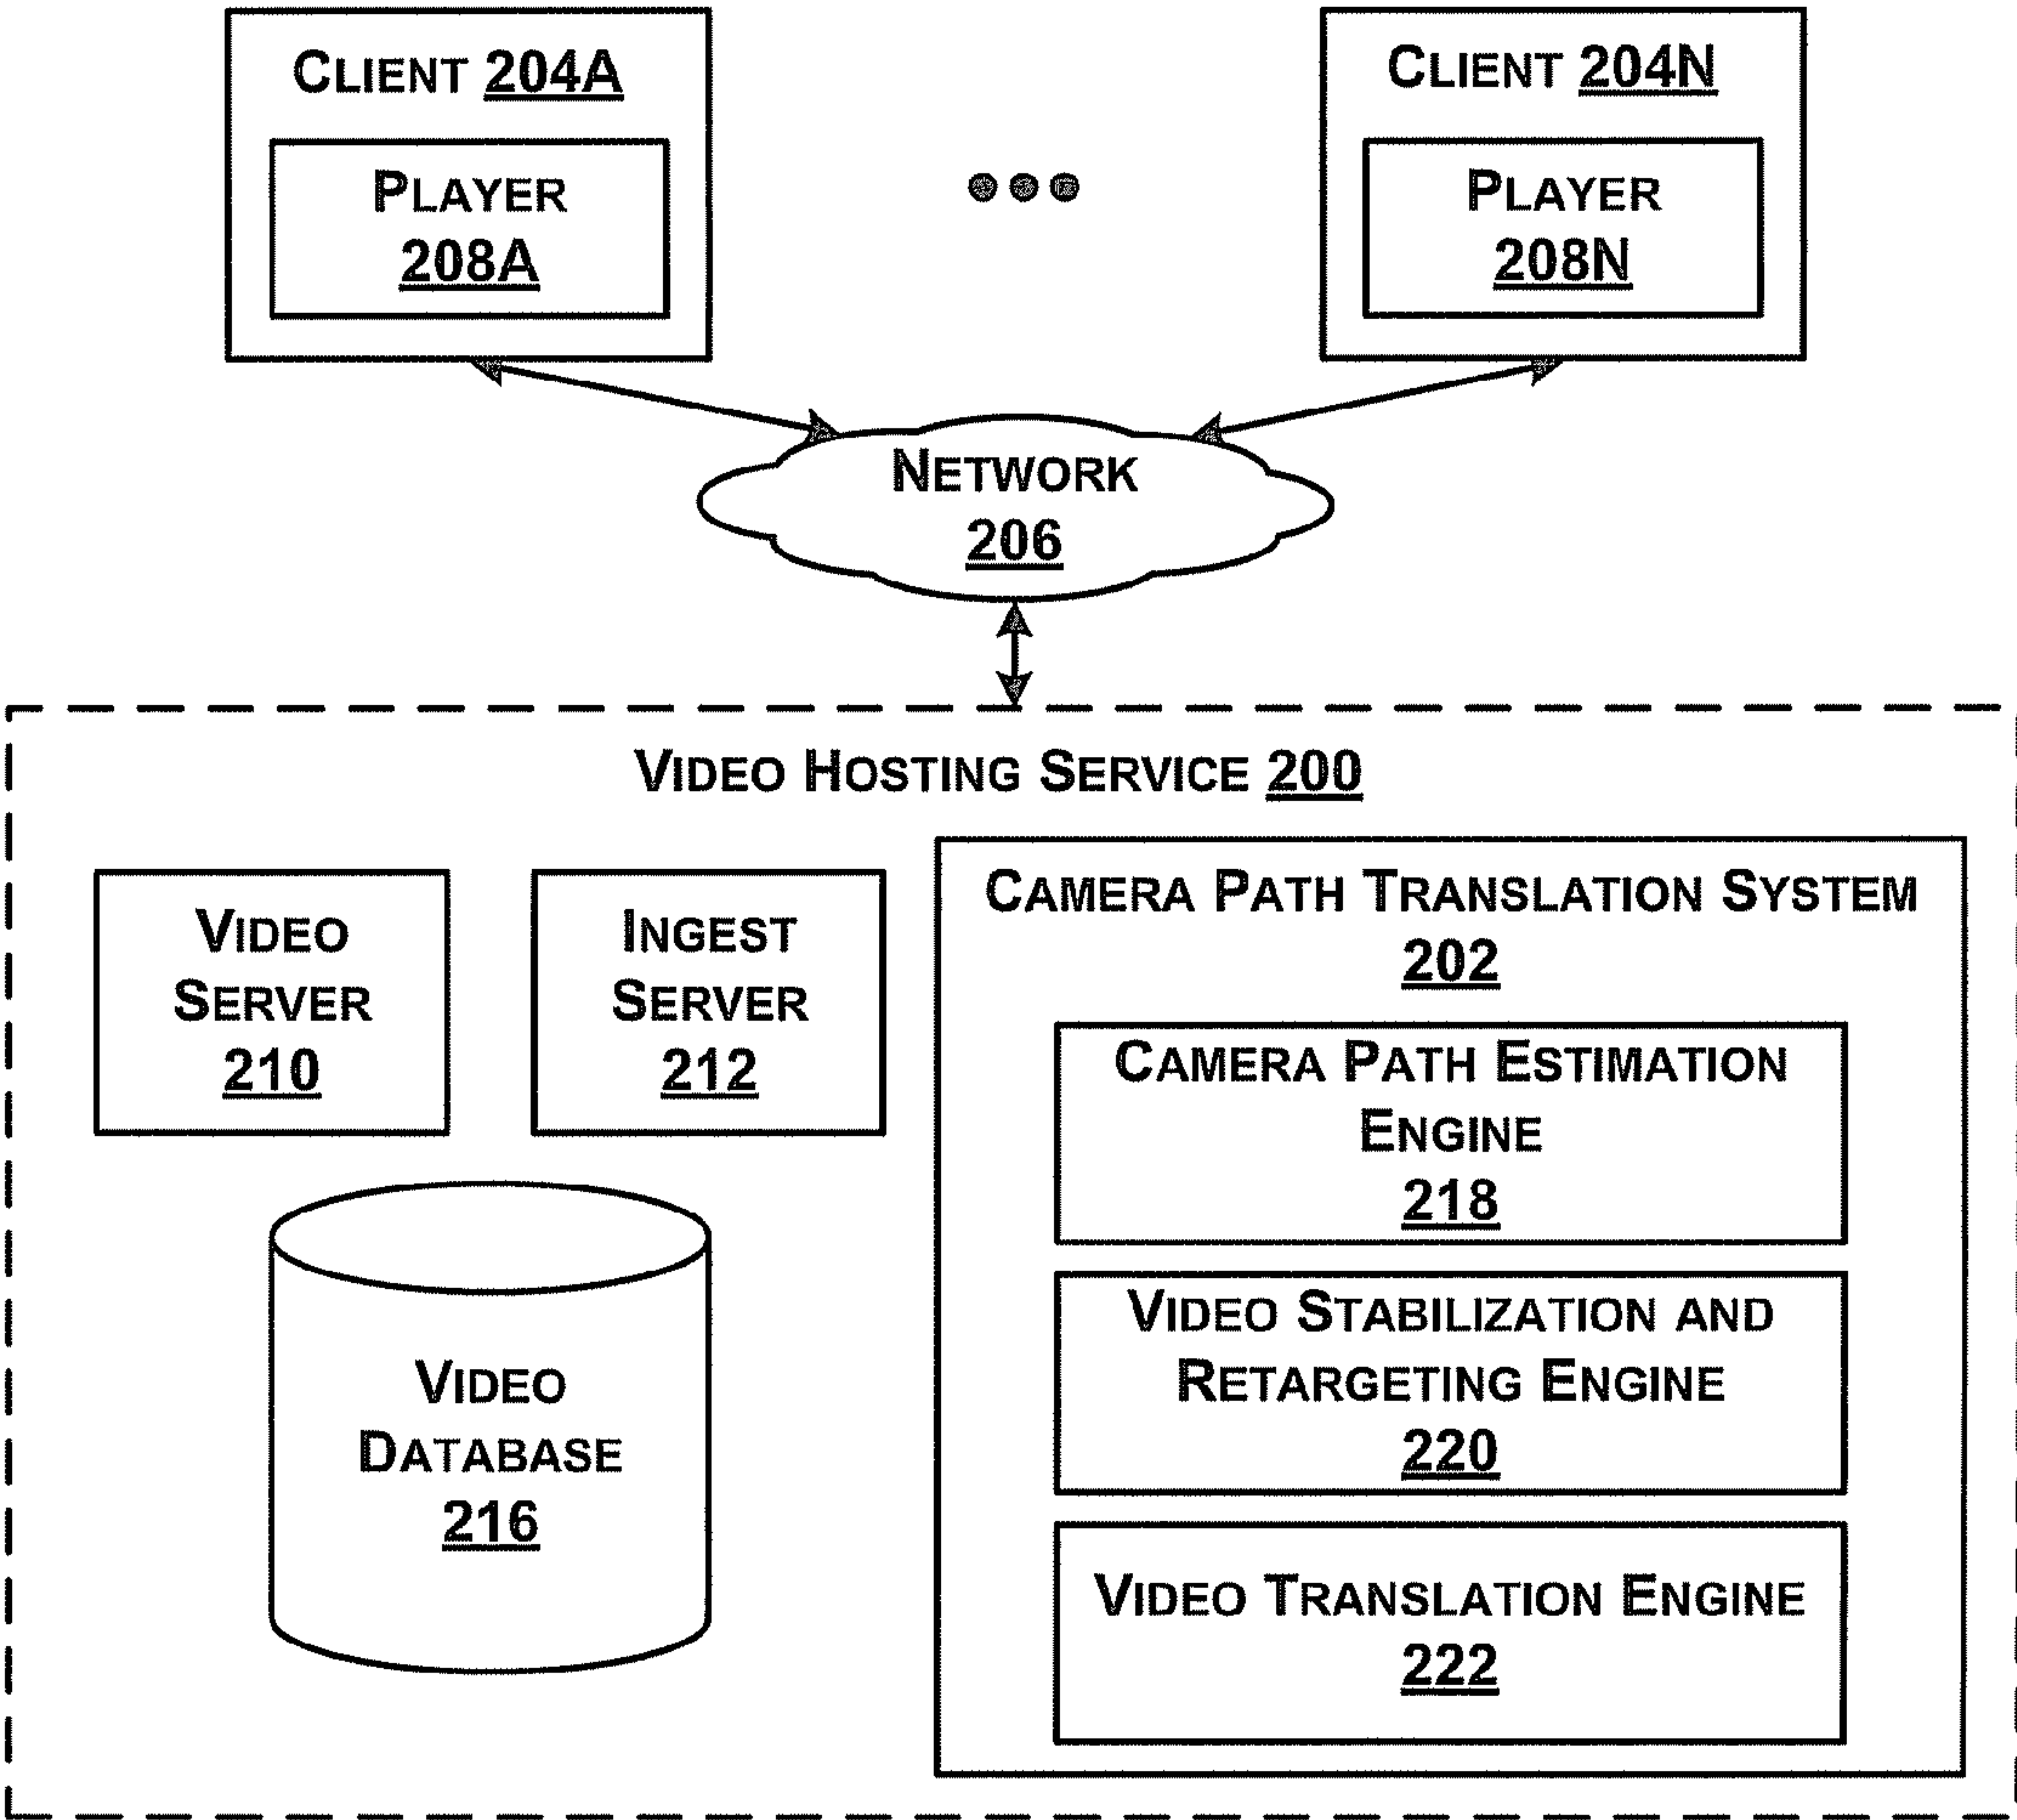 CLIENT 204A
PLAYER
208A
CLIENT 204N
PLAYER
208N
NETWORK
206
VIDEO HOSTING SERVICE 200
VIDEO
SERVER
210
INGEST
SERVER
212
VIDEO
DATABASE
216
CAMERA PATH TRANSLATION SYSTEM
202
CAMERA PATH ESTIMATION
ENGINE
218
VIDEO STABILIZATION AND
RETARGETING ENGINE
220
VIDEO TRANSLATION ENGINE
222